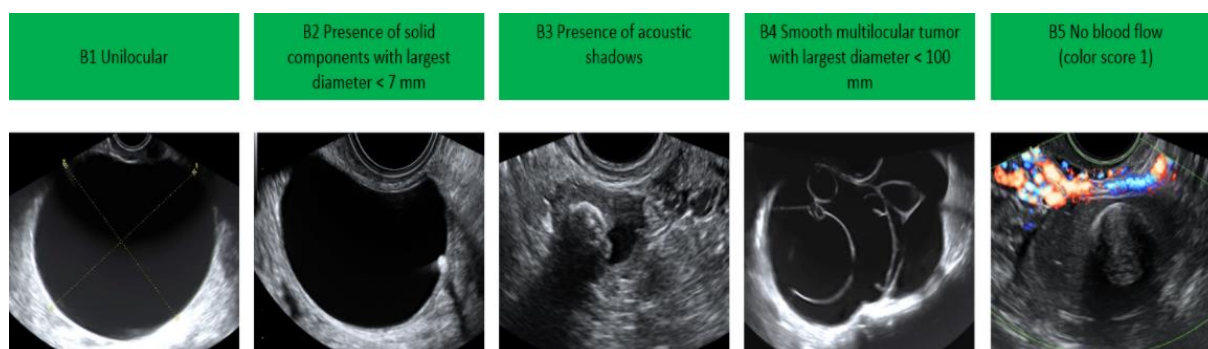 B1 Unilocular
B2 Presence of solid
components with largest
diameter < 7 mm
B3 Presence of acoustic
shadows
B4 Smooth multilocular tumor
with largest diameter < 100
mm
B5 No blood flow
(color score 1)